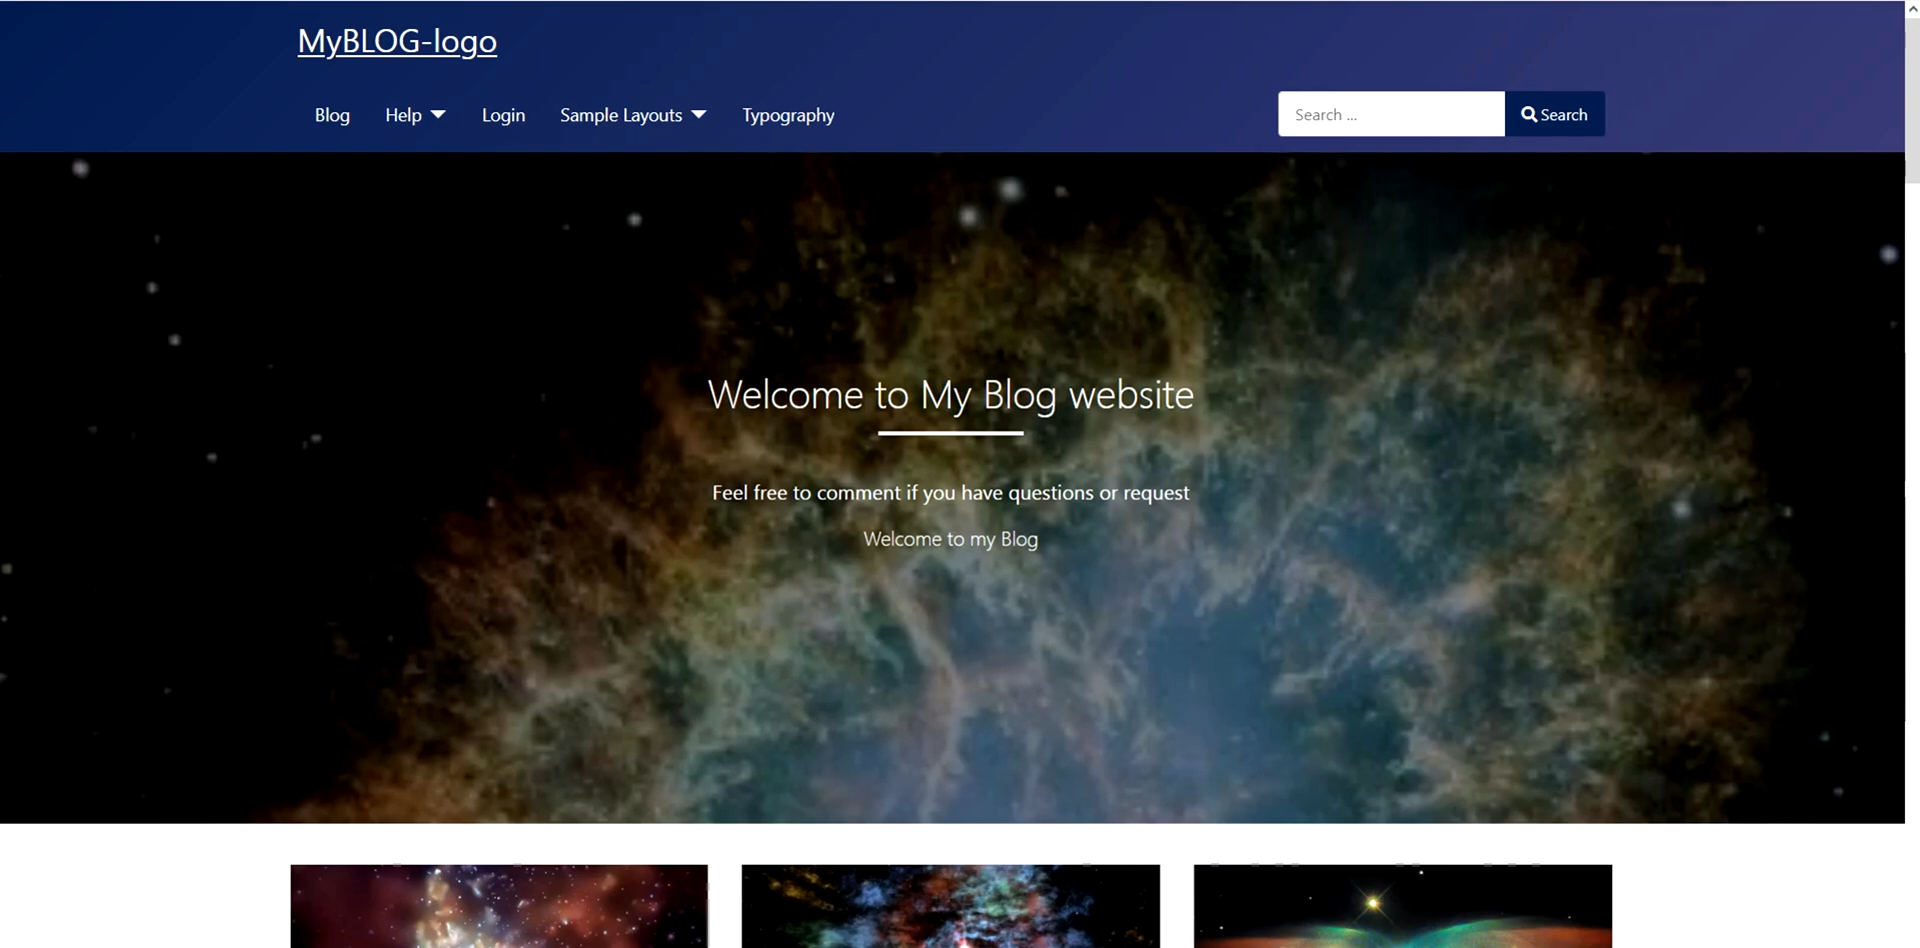 MyBLOG-logo
Blog Help Login Sample Layouts Typography Search ... Search
Welcome to My Blog website
Feel free to comment if you have questions or request
Welcome to my Blog